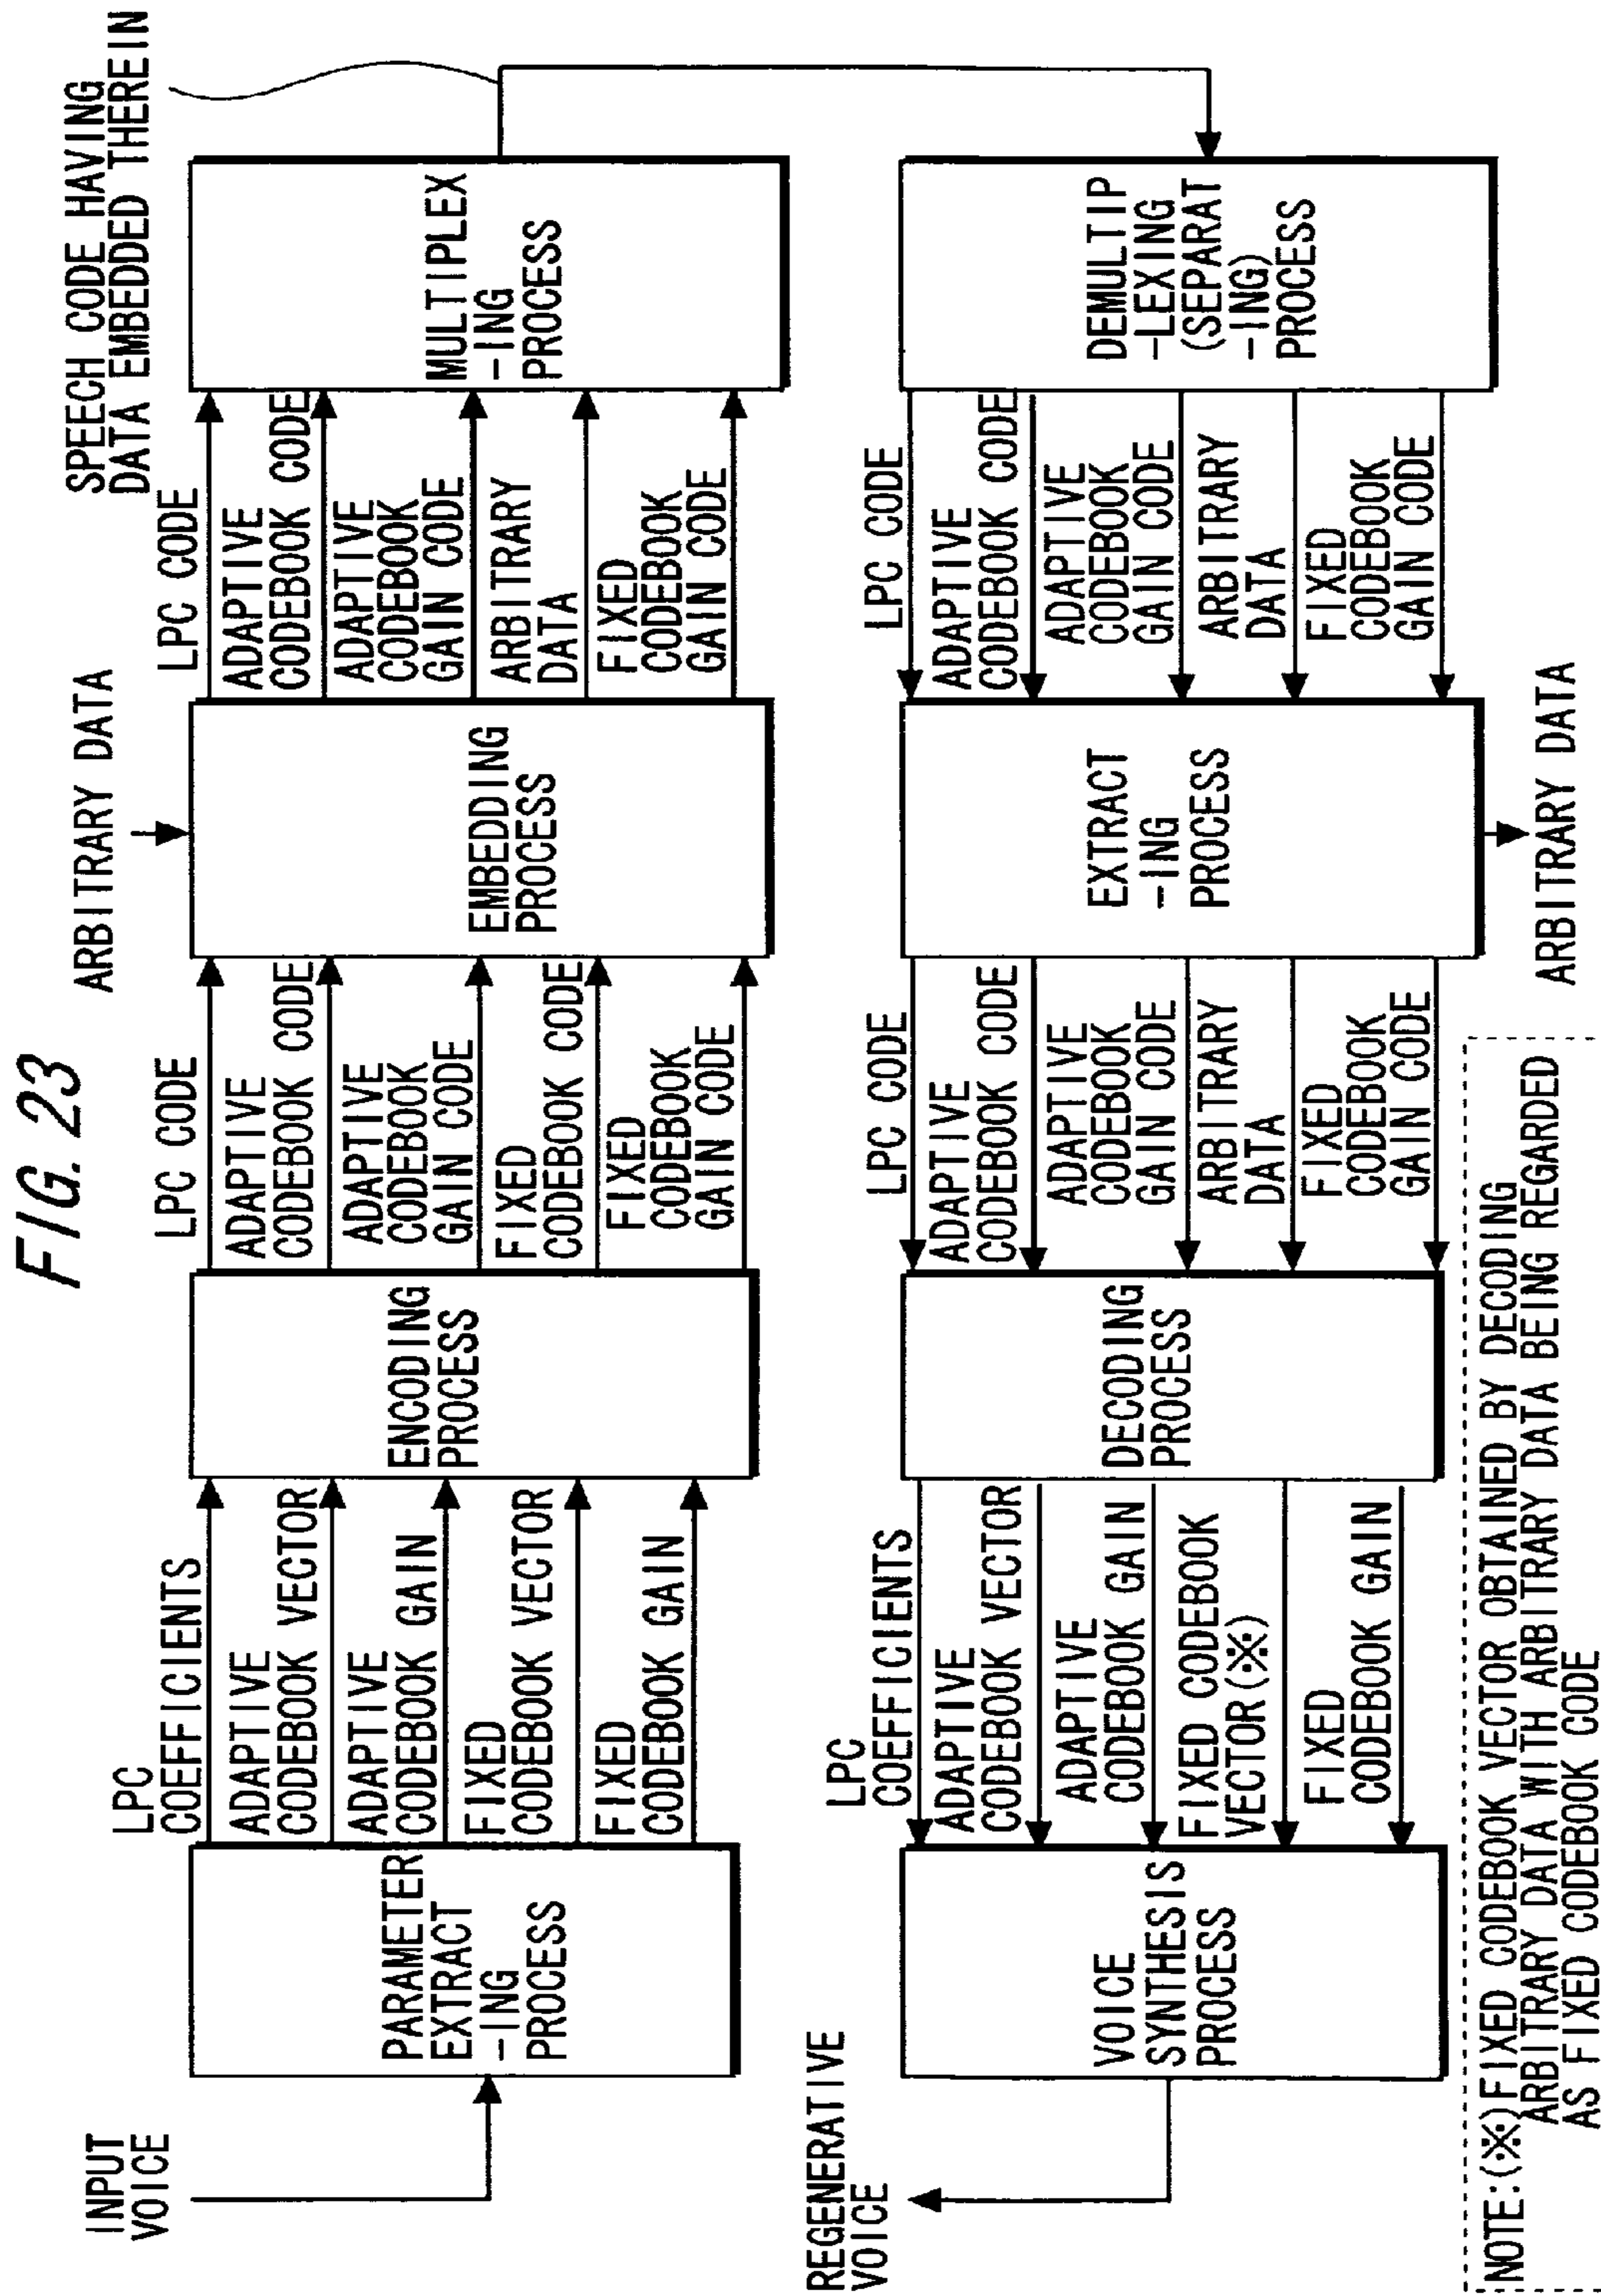 FIG. 23
INPUT
VOICE
PARAMETER
EXTRACT
-ING
PROCESS
LPC
COEFFICIENTS
ADAPTIVE
CODEBOOK VECTOR
ADAPTIVE
CODEBOOK GAIN
FIXED
CODEBOOK VECTOR
FIXED
CODEBOOK GAIN
ENCODING
PROCESS
LPC CODE
ADAPTIVE
CODEBOOK CODE
ADAPTIVE
CODEBOOK
GAIN CODE
FIXED
CODEBOOK CODE
FIXED
CODEBOOK
GAIN CODE
ARBITRARY DATA
EMBEDDING
PROCESS
LPC CODE
ADAPTIVE
CODEBOOK CODE
ADAPTIVE
CODEBOOK
GAIN CODE
ARBITRARY
DATA
FIXED
CODEBOOK
GAIN CODE
MULTIPLEX
-ING
PROCESS
SPEECH CODE HAVING
DATA EMBEDDED THEREIN
REGENERATIVE
VOICE
VOICE
SYNTHESIS
PROCESS
LPC
COEFFICIENTS
ADAPTIVE
CODEBOOK VECTOR
ADAPTIVE
CODEBOOK GAIN
FIXED CODEBOOK
VECTOR(※)
FIXED
CODEBOOK GAIN
DECODING
PROCESS
LPC CODE
ADAPTIVE
CODEBOOK CODE
ADAPTIVE
CODEBOOK
GAIN CODE
ARBITRARY
DATA
FIXED
CODEBOOK
GAIN CODE
EXTRACT
-ING
PROCESS
ARBITRARY DATA
LPC CODE
ADAPTIVE
CODEBOOK CODE
ADAPTIVE
CODEBOOK
GAIN CODE
ARBITRARY
DATA
FIXED
CODEBOOK
GAIN CODE
DEMULTIP
-LEXING
(SEPARAT
-ING)
PROCESS
NOTE:(※)FIXED CODEBOOK VECTOR OBTAINED BY DECODING
ARBITRARY DATA WITH ARBITRARY DATA BEING REGARDED
AS FIXED CODEBOOK CODE